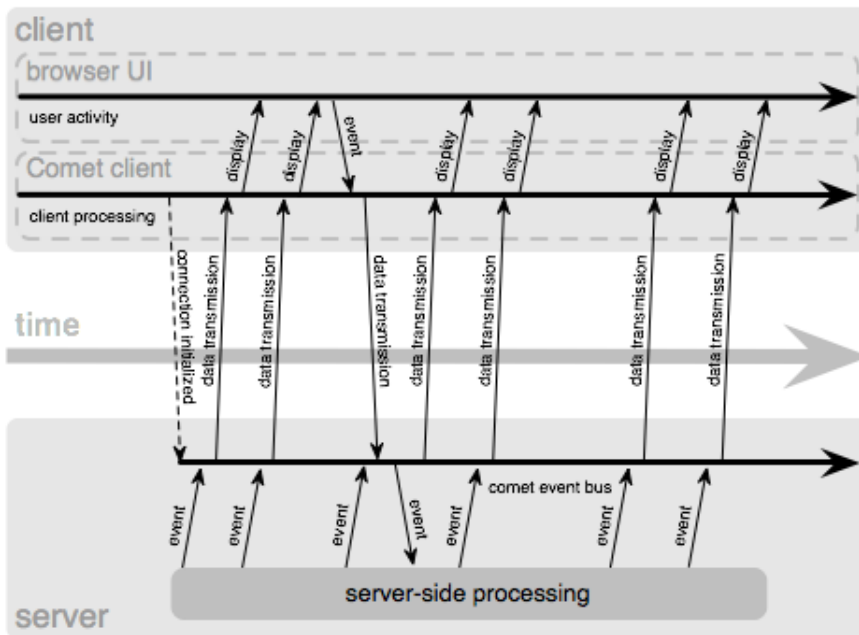 client
browser UI
user activity
display
display
event
display
display
display
display
Comet client
client processing
connection initialized
data transmission
data transmission
data transmission
data transmission
data transmission
data transmission
data transmission
time
comet event bus
event
event
event
event
event
event
event
server-side processing
server